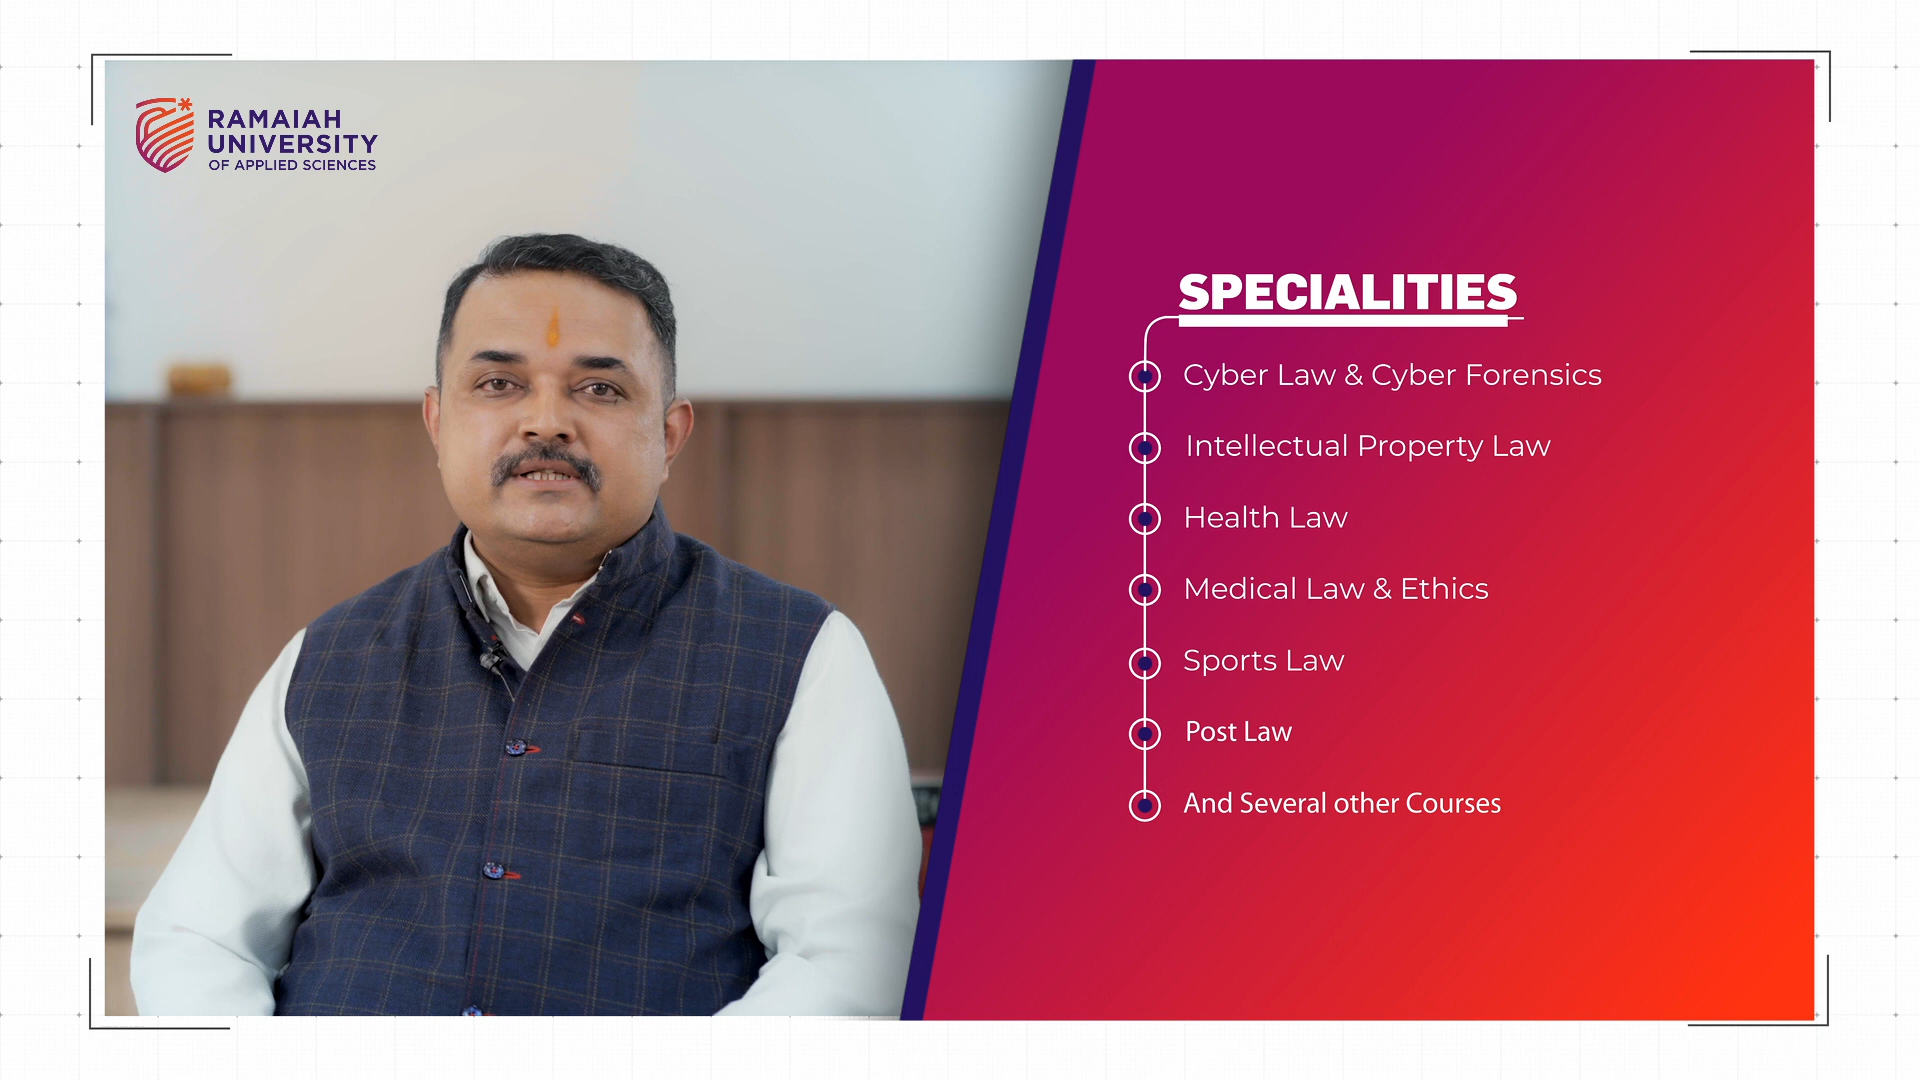 RAMAIAH
UNIVERSITY
OF APPLIED SCIENCES
SPECIALITIES
Cyber Law & Cyber Forensics
Intellectual Property Law
Health Law
Medical Law & Ethics
Sports Law
Post Law
And Several other Courses